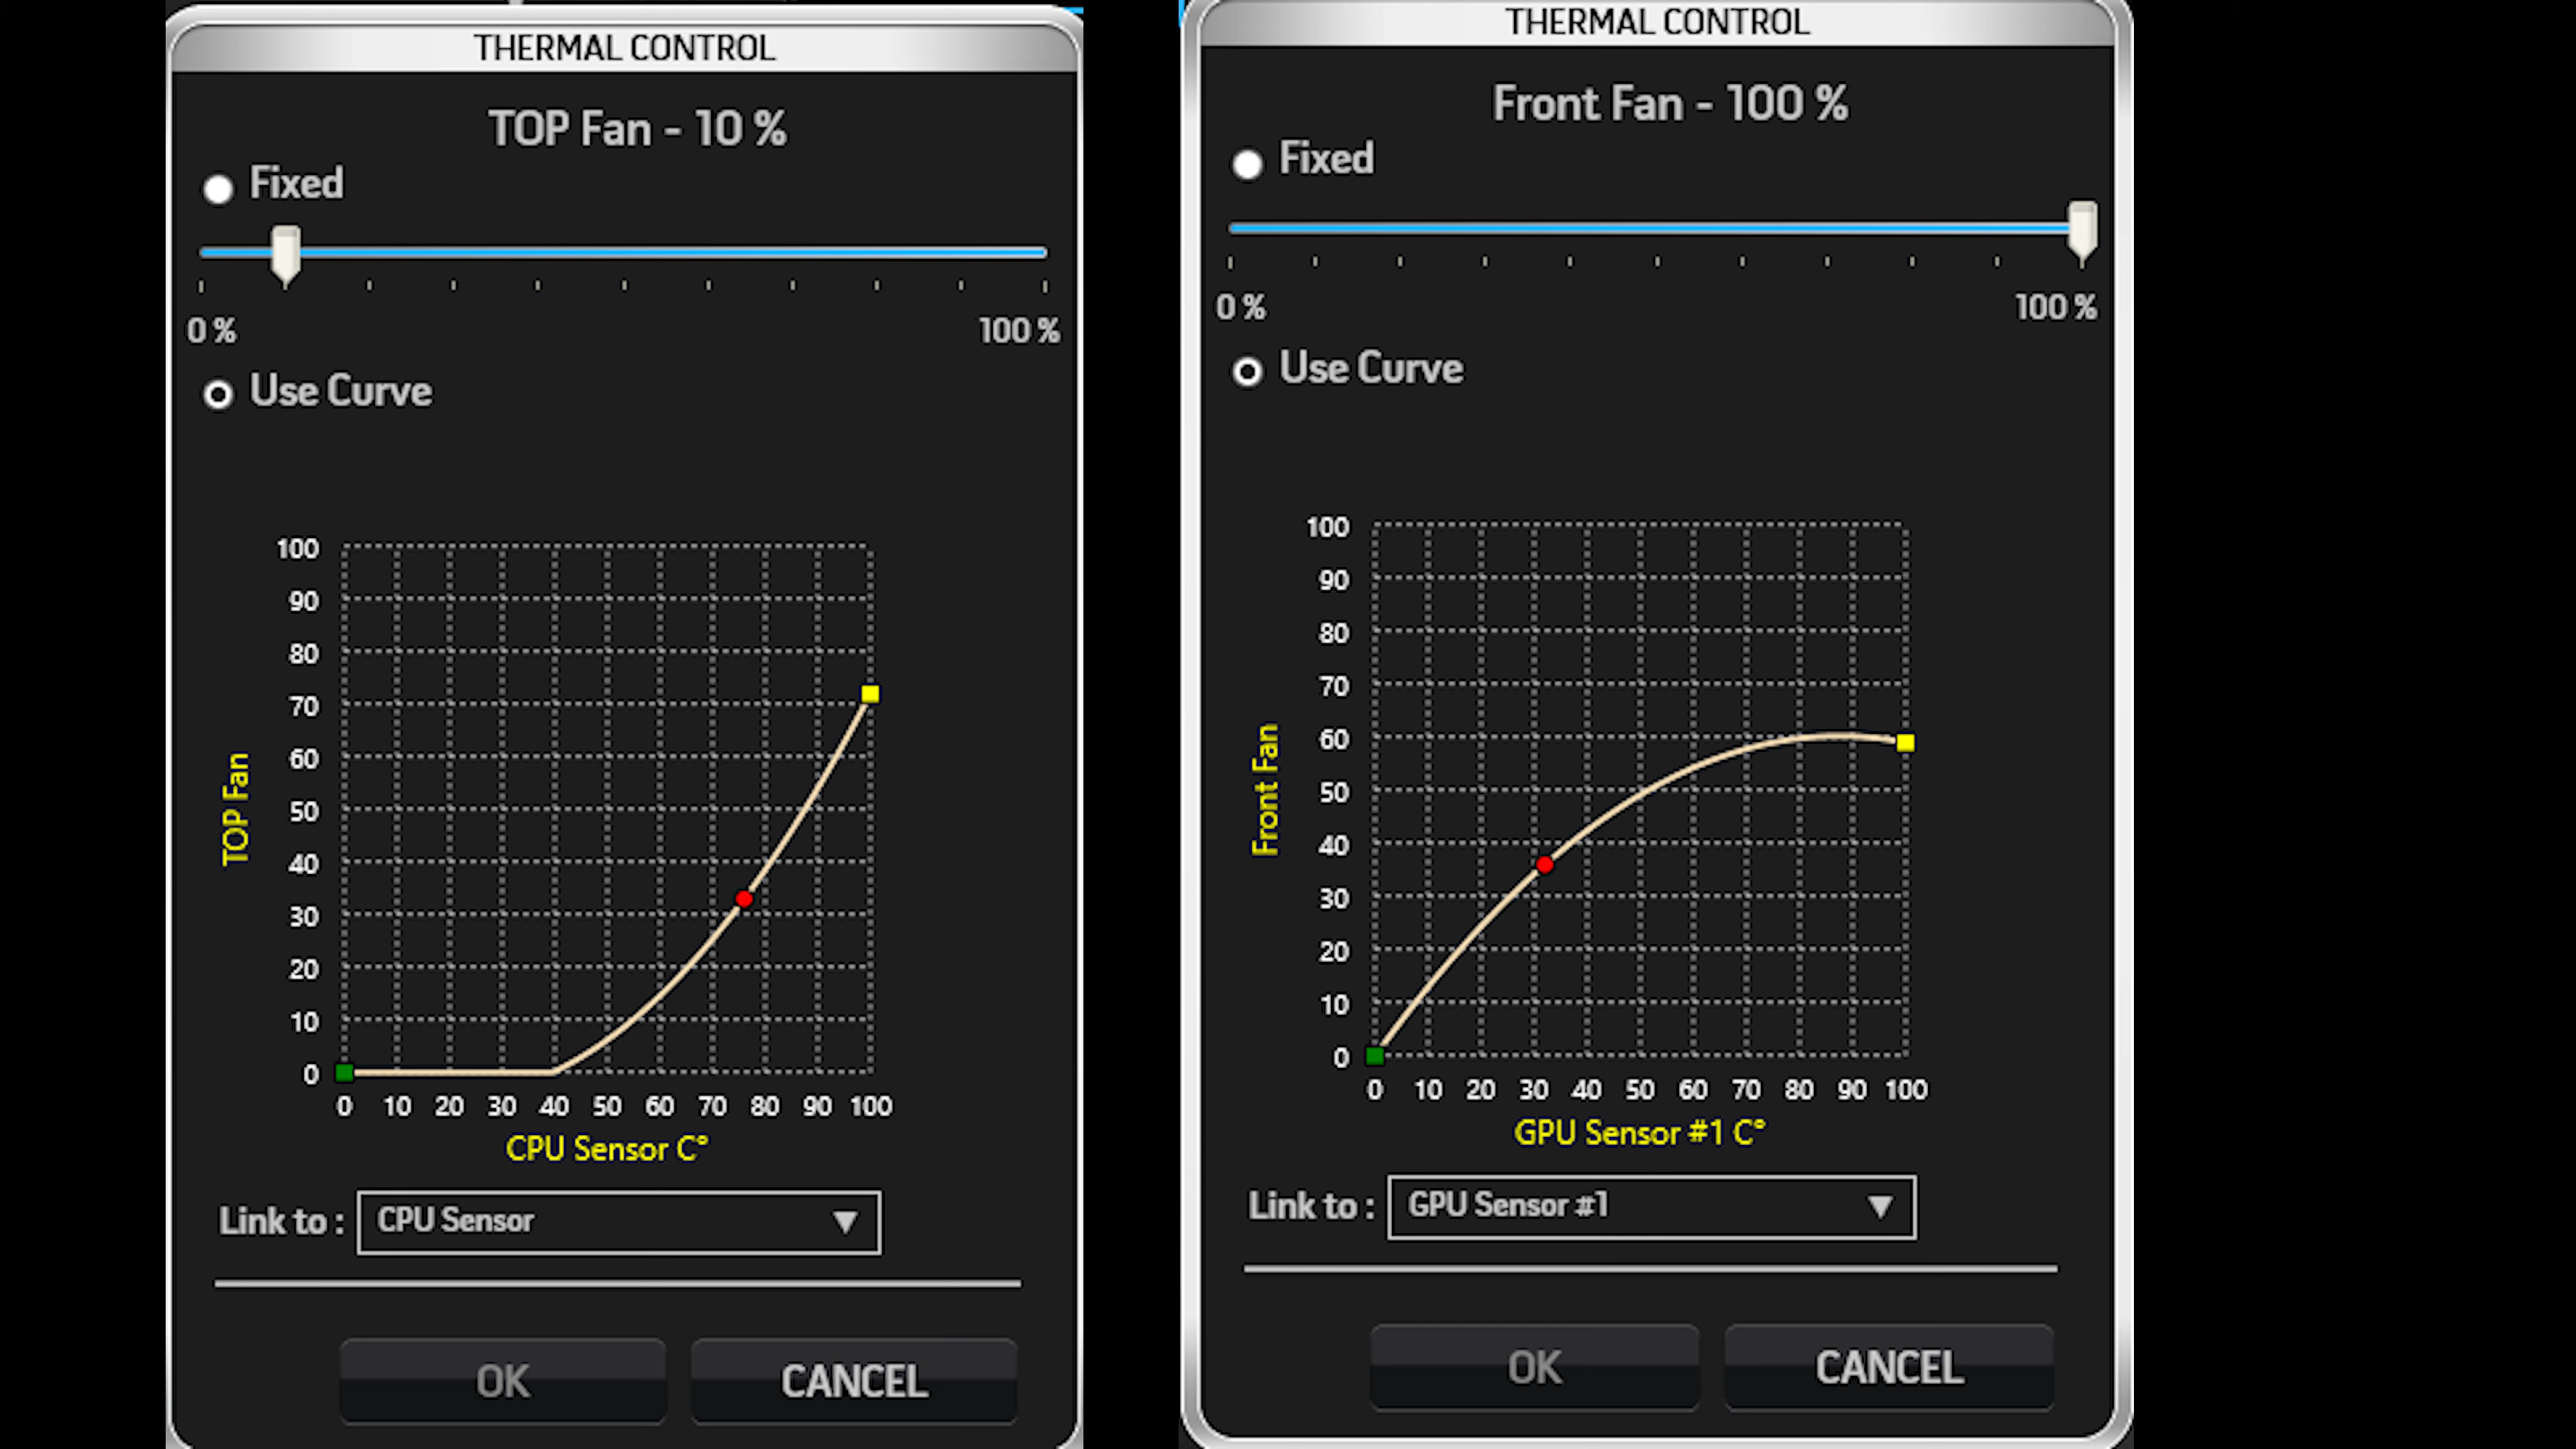 THERMAL CONTROL
TOP Fan - 10 %
Fixed
0 % 100 %
Use Curve
100
90
80
70
60
50
40
30
20
10
0
TOP Fan
0 10 20 30 40 50 60 70 80 90 100
CPU Sensor C°
Link to : CPU Sensor
OK CANCEL
THERMAL CONTROL
Front Fan - 100 %
Fixed
0 % 100 %
Use Curve
100
90
80
70
60
50
40
30
20
10
0
Front Fan
0 10 20 30 40 50 60 70 80 90 100
GPU Sensor #1 C°
Link to : GPU Sensor #1
OK CANCEL